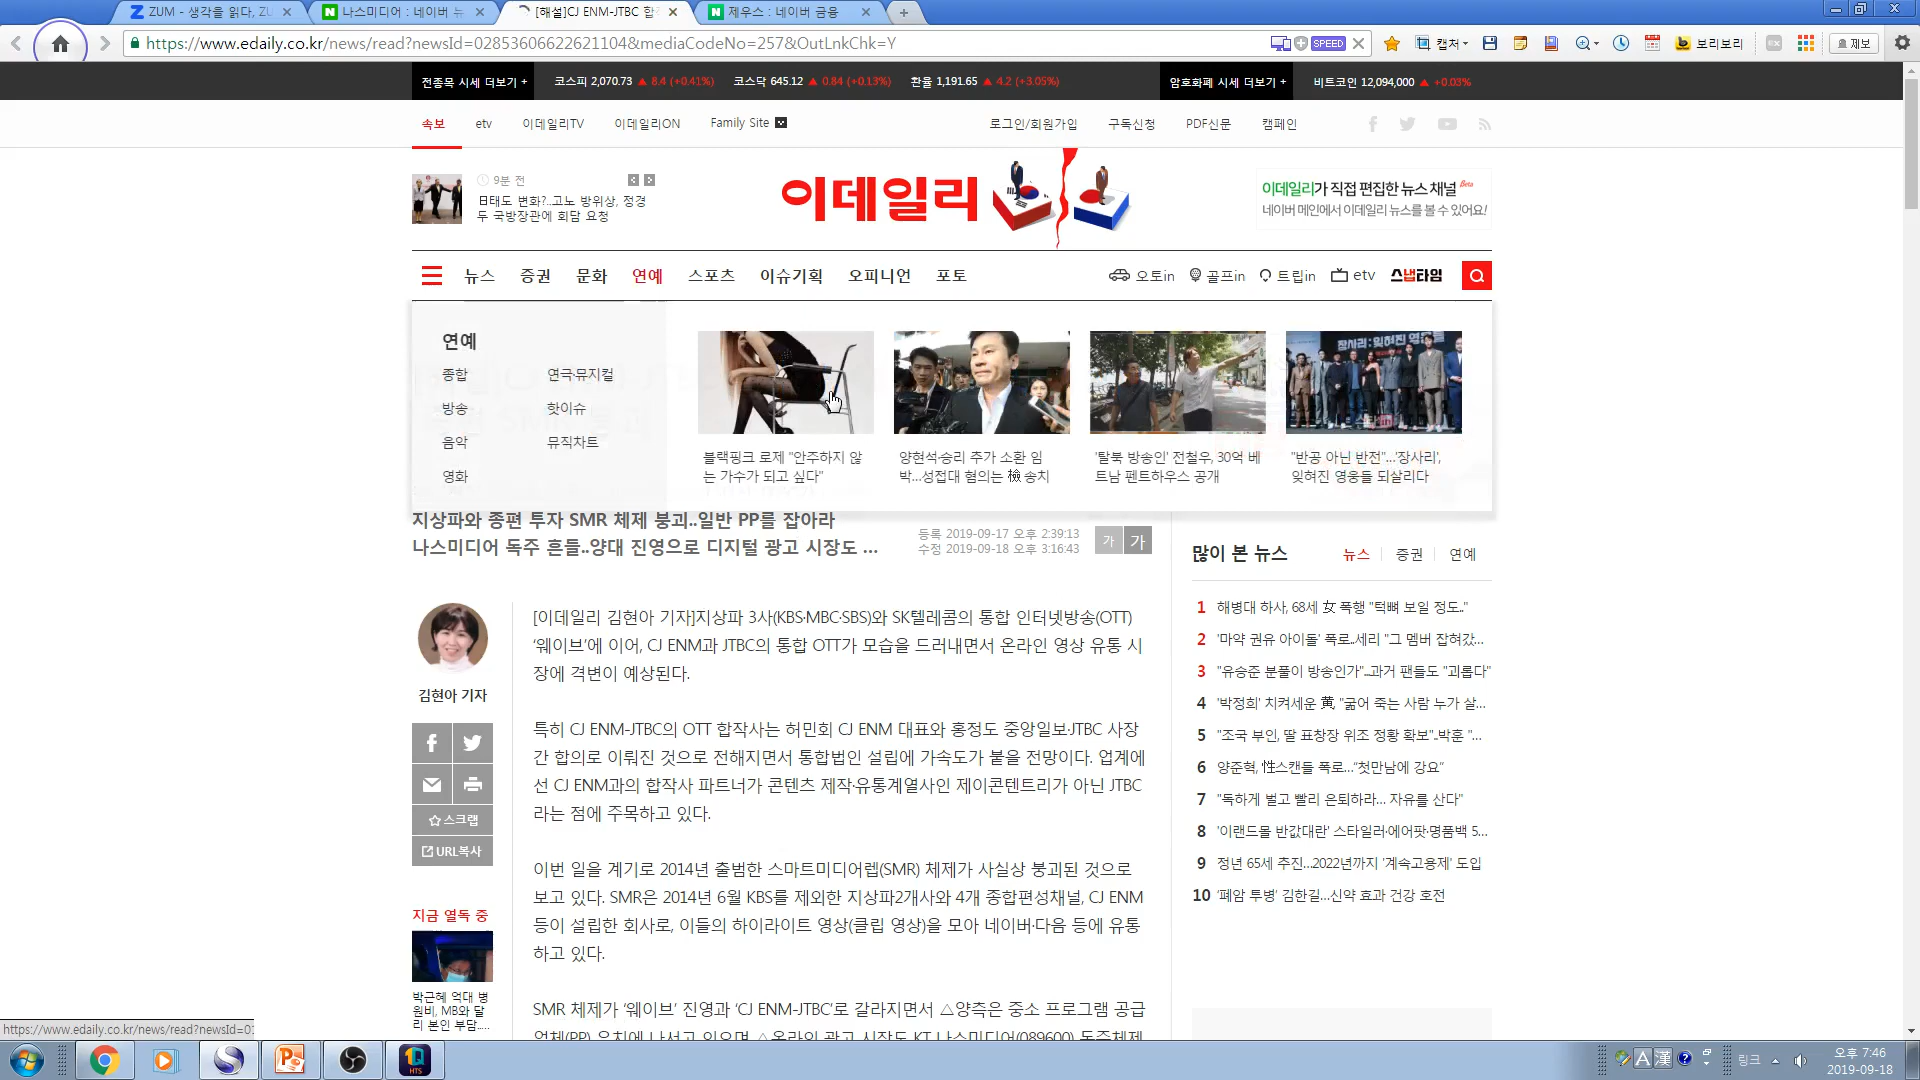 ZUM - 생각을 읽다, ZU
나스미디어 : 네이버 뉴
[해설]CJ ENM-JTBC 합
제우스 : 네이버 금융
https://www.edaily.co.kr/news/read?newsId=02853606622621104&mediaCodeNo=257&OutLnkChk=Y
SPEED
캡처
보리보리
제보
전종목 시세 더보기 +
코스피 2,070.73 ▲ 8.4 (+0.41%)
코스닥 645.12 ▲ 0.84 (+0.13%)
환율 1,191.65 ▲ 4.2 (+3.05%)
암호화폐 시세 더보기 +
비트코인 12,094,000 ▲ +0.03%
속보
etv
이데일리TV
이데일리ON
Family Site
로그인/회원가입
구독신청
PDF신문
캠페인
9분 전
日태도 변화?..고노 방위상, 정경
두 국방장관에 회담 요청
이데일리
이데일리가 직접 편집한 뉴스 채널 Beta
네이버 메인에서 이데일리 뉴스를 볼 수 있어요!
뉴스
증권
문화
연예
스포츠
이슈기획
오피니언
포토
오토in
골프in
트립in
etv
스냅타임
연예
종합
연극·뮤지컬
방송
핫이슈
음악
뮤직차트
영화
블랙핑크 로제 "안주하지 않
는 가수가 되고 싶다"
양현석·승리 추가 소환 임
박...성접대 혐의는 檢 송치
'탈북 방송인' 전철우, 30억 베
트남 펜트하우스 공개
"반공 아닌 반전"...'장사리',
잊혀진 영웅들 되살리다
지상파와 종편 투자 SMR 체제 붕괴..일반 PP를 잡아라
나스미디어 독주 흔들..양대 진영으로 디지털 광고 시장도 ...
등록 2019-09-17 오후 2:39:13
수정 2019-09-18 오후 3:16:43
가
가
김현아 기자
스크랩
URL복사
지금 열독 중
박근혜 억대 병
원비, MB와 달
리 본인 부담.....
[이데일리 김현아 기자]지상파 3사(KBS·MBC·SBS)와 SK텔레콤의 통합 인터넷방송(OTT)
‘웨이브’에 이어, CJ ENM과 JTBC의 통합 OTT가 모습을 드러내면서 온라인 영상 유통 시
장에 격변이 예상된다.
특히 CJ ENM-JTBC의 OTT 합작사는 허민회 CJ ENM 대표와 홍정도 중앙일보·JTBC 사장
간 합의로 이뤄진 것으로 전해지면서 통합법인 설립에 가속도가 붙을 전망이다. 업계에
선 CJ ENM과의 합작사 파트너가 콘텐츠 제작·유통계열사인 제이콘텐트리가 아닌 JTBC
라는 점에 주목하고 있다.
이번 일을 계기로 2014년 출범한 스마트미디어렙(SMR) 체제가 사실상 붕괴된 것으로
보고 있다. SMR은 2014년 6월 KBS를 제외한 지상파2개사와 4개 종합편성채널, CJ ENM
등이 설립한 회사로, 이들의 하이라이트 영상(클립 영상)을 모아 네이버·다음 등에 유통
하고 있다.
SMR 체제가 ‘웨이브’ 진영과 ‘CJ ENM-JTBC’로 갈라지면서 △양측은 중소 프로그램 공급
업체(PP) 유치에 나서고 있으며 △온라인 광고 시장도 KT 나스미디어(089600) 독주체제
많이 본 뉴스
뉴스
증권
연예
1 해병대 하사, 68세 女 폭행 "턱뼈 보일 정도.."
2 '마약 권유 아이돌' 폭로..세리 "그 멤버 잡혀갔...
3 "유승준 분풀이 방송인가"...과거 팬들도 "괴롭다"
4 '박정희' 치켜세운 黃 "굶어 죽는 사람 누가 살...
5 "조국 부인, 딸 표창장 위조 정황 확보"..박훈 "...
6 양준혁, 性스캔들 폭로...“첫만남에 강요”
7 "독하게 벌고 빨리 은퇴하라... 자유를 산다"
8 '이랜드몰 반값대란' 스타일러·에어팟·명품백 5...
9 정년 65세 추진...2022년까지 '계속고용제' 도입
10 ‘폐암 투병’ 김한길...신약 효과 건강 호전
https://www.edaily.co.kr/news/read?newsId=0
HTS
A
漢
링크
오후 7:46
2019-09-18